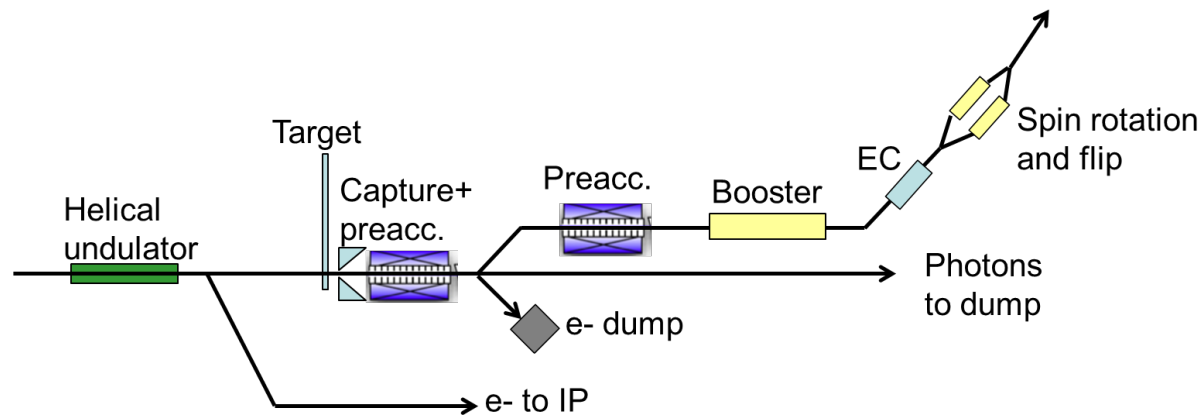 Target
Helical
undulator
Capture+
preacc.
Preacc.
Booster
EC
Spin rotation
and flip
Photons
to dump
e- dump
e- to IP